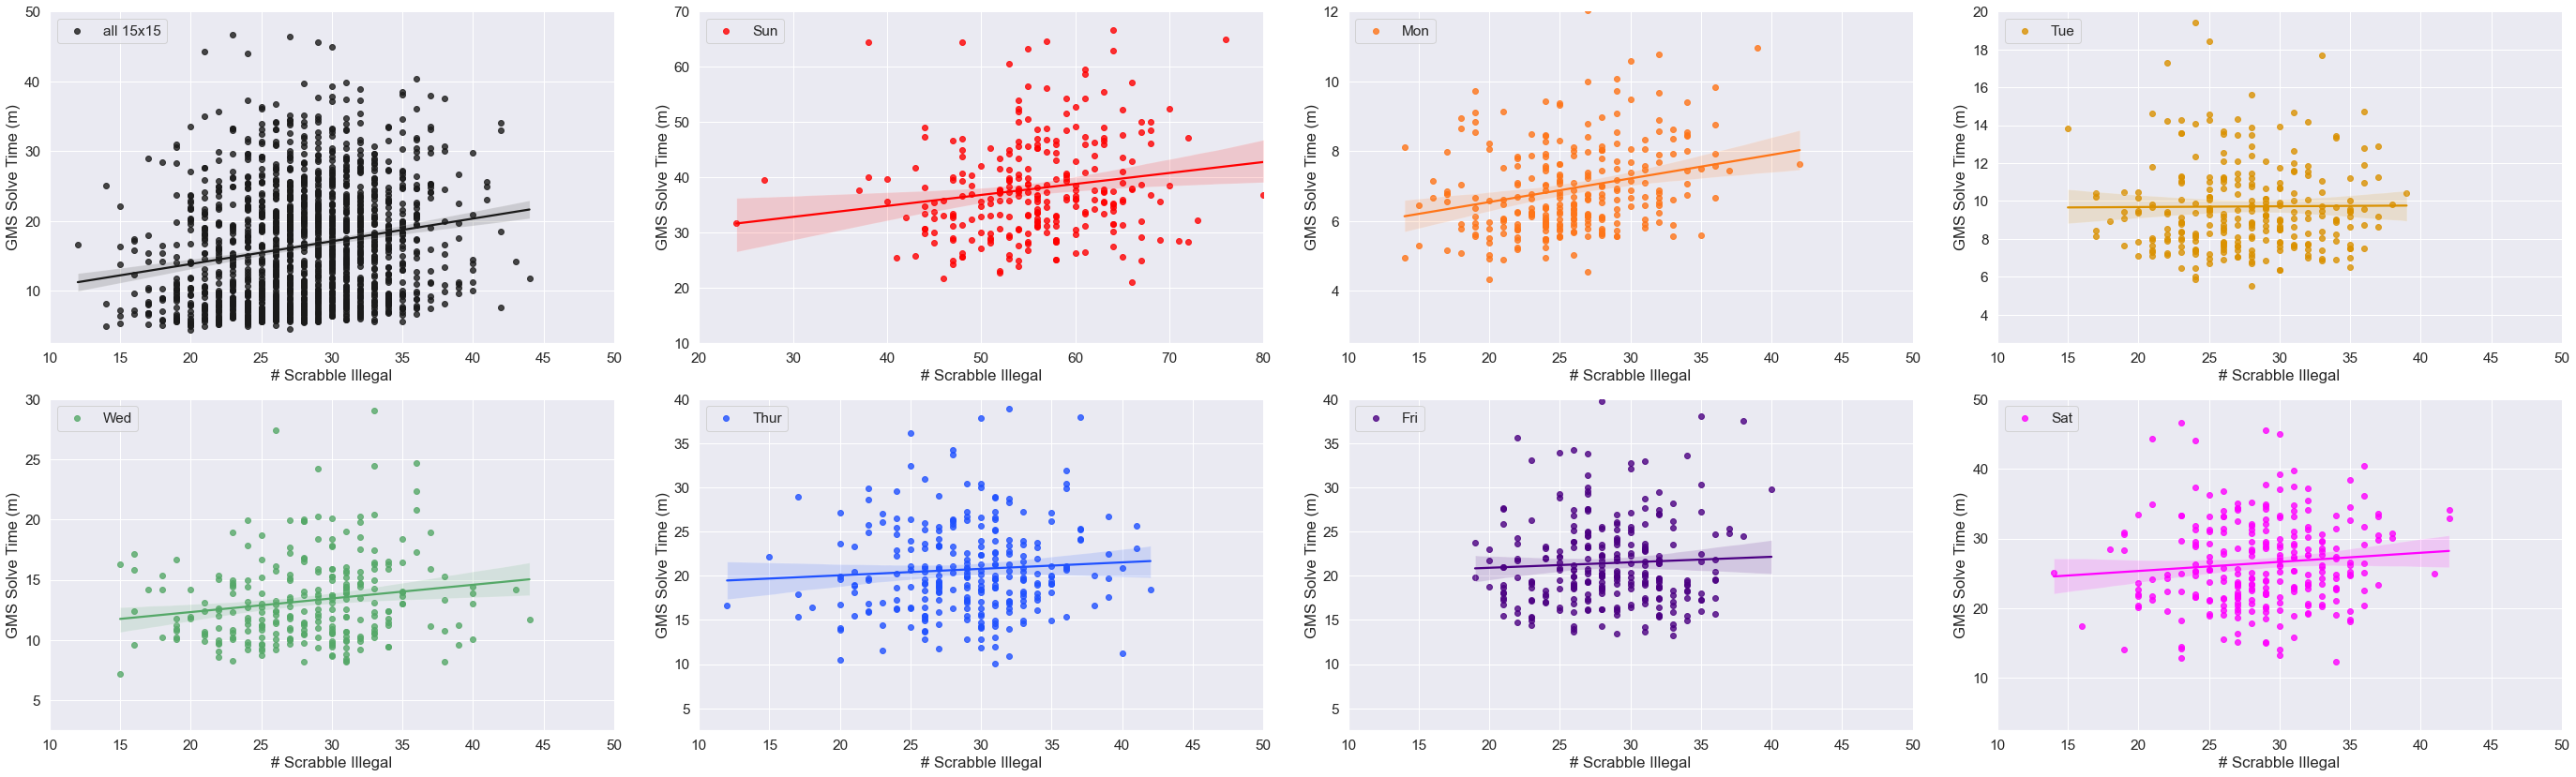 all 15x15
50
40
30
20
10
GMS Solve Time (m)
10 15 20 25 30 35 40 45 50
# Scrabble Illegal
Sun
70
60
50
40
30
20
10
GMS Solve Time (m)
20 30 40 50 60 70 80
# Scrabble Illegal
Mon
12
10
8
6
4
GMS Solve Time (m)
10 15 20 25 30 35 40 45 50
# Scrabble Illegal
Tue
20
18
16
14
12
10
8
6
4
GMS Solve Time (m)
10 15 20 25 30 35 40 45 50
# Scrabble Illegal
Wed
30
25
20
15
10
5
GMS Solve Time (m)
10 15 20 25 30 35 40 45 50
# Scrabble Illegal
Thur
40
35
30
25
20
15
10
5
GMS Solve Time (m)
10 15 20 25 30 35 40 45 50
# Scrabble Illegal
Fri
40
35
30
25
20
15
10
5
GMS Solve Time (m)
10 15 20 25 30 35 40 45 50
# Scrabble Illegal
Sat
50
40
30
20
10
GMS Solve Time (m)
10 15 20 25 30 35 40 45 50
# Scrabble Illegal